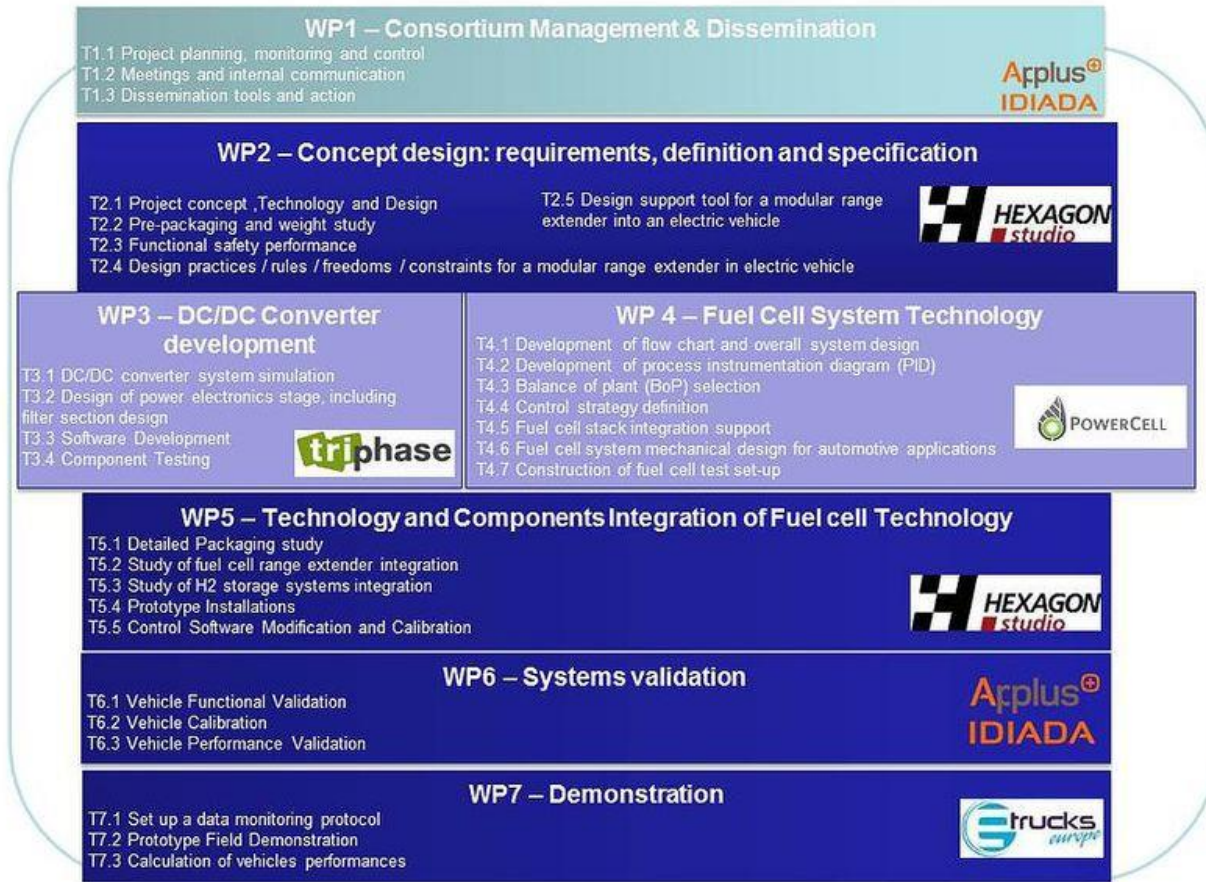 WP1 – Consortium Management & Dissemination
T1.1 Project planning, monitoring and control
T1.2 Meetings and internal communication
T1.3 Dissemination tools and action
Applus+
IDIADA
WP2 – Concept design: requirements, definition and specification
T2.1 Project concept ,Technology and Design
T2.2 Pre-packaging and weight study
T2.3 Functional safety performance
T2.4 Design practices / rules / freedoms / constraints for a modular range extender in electric vehicle
T2.5 Design support tool for a modular range
extender into an electric vehicle
HEXAGON
studio
WP3 – DC/DC Converter
development
T3.1 DC/DC converter system simulation
T3.2 Design of power electronics stage, including
filter section design
T3.3 Software Development
T3.4 Component Testing
triphase
WP 4 – Fuel Cell System Technology
T4.1 Development of flow chart and overall system design
T4.2 Development of process instrumentation diagram (PID)
T4.3 Balance of plant (BoP) selection
T4.4 Control strategy definition
T4.5 Fuel cell stack integration support
T4.6 Fuel cell system mechanical design for automotive applications
T4.7 Construction of fuel cell test set-up
POWERCELL
WP5 – Technology and Components Integration of Fuel cell Technology
T5.1 Detailed Packaging study
T5.2 Study of fuel cell range extender integration
T5.3 Study of H2 storage systems integration
T5.4 Prototype Installations
T5.5 Control Software Modification and Calibration
HEXAGON
studio
WP6 – Systems validation
T6.1 Vehicle Functional Validation
T6.2 Vehicle Calibration
T6.3 Vehicle Performance Validation
Applus+
IDIADA
WP7 – Demonstration
T7.1 Set up a data monitoring protocol
T7.2 Prototype Field Demonstration
T7.3 Calculation of vehicles performances
Etrucks
europe